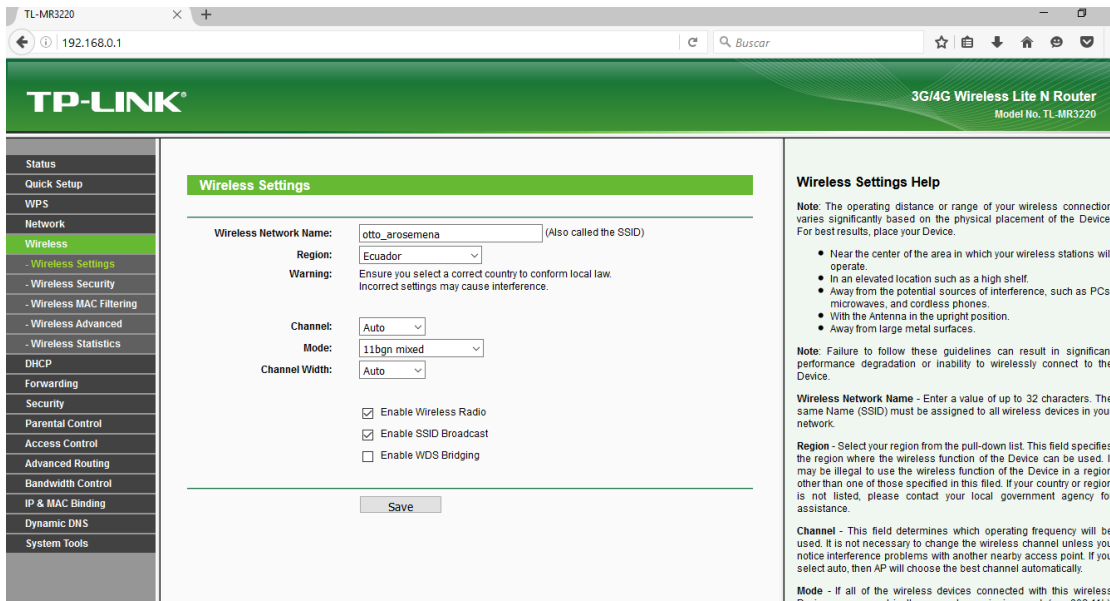 TL-MR3220
192.168.0.1
Buscar
TP-LINK®
3G/4G Wireless Lite N Router
Model No. TL-MR3220
Status
Quick Setup
WPS
Network
Wireless
- Wireless Settings
- Wireless Security
- Wireless MAC Filtering
- Wireless Advanced
- Wireless Statistics
DHCP
Forwarding
Security
Parental Control
Access Control
Advanced Routing
Bandwidth Control
IP & MAC Binding
Dynamic DNS
System Tools
Wireless Settings
Wireless Network Name: otto_arosemena (Also called the SSID)
Region: Ecuador
Warning: Ensure you select a correct country to conform local law.
Incorrect settings may cause interference.
Channel: Auto
Mode: 11bgn mixed
Channel Width: Auto
Enable Wireless Radio
Enable SSID Broadcast
Enable WDS Bridging
Save
Wireless Settings Help
Note: The operating distance or range of your wireless connection
varies significantly based on the physical placement of the Device
For best results, place your Device.
Near the center of the area in which your wireless stations wil
operate.
In an elevated location such as a high shelf.
Away from the potential sources of interference, such as PCs
microwaves, and cordless phones.
With the Antenna in the upright position.
Away from large metal surfaces.
Note: Failure to follow these guidelines can result in significan
performance degradation or inability to wirelessly connect to the
Device.
Wireless Network Name - Enter a value of up to 32 characters. The
same Name (SSID) must be assigned to all wireless devices in you
network.
Region - Select your region from the pull-down list. This field specifies
the region where the wireless function of the Device can be used. I
may be illegal to use the wireless function of the Device in a region
other than one of those specified in this filed. If your country or region
is not listed, please contact your local government agency fo
assistance.
Channel - This field determines which operating frequency will be
used. It is not necessary to change the wireless channel unless you
notice interference problems with another nearby access point. If you
select auto, then AP will choose the best channel automatically.
Mode - If all of the wireless devices connected with this wireless